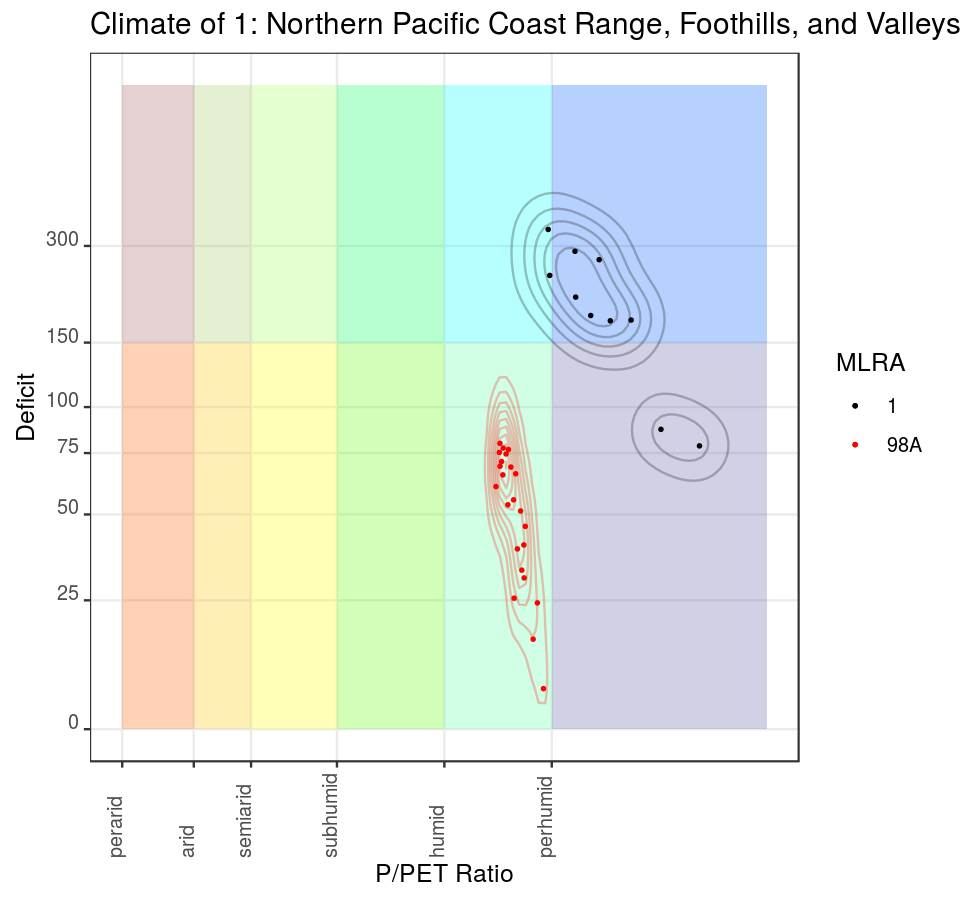 Climate of 1: Northern Pacific Coast Range, Foothills, and Valleys
300
150
100
75
50
25
0
Deficit
perarid
arid
semiarid
subhumid
humid
perhumid
P/PET Ratio
MLRA
1
98A